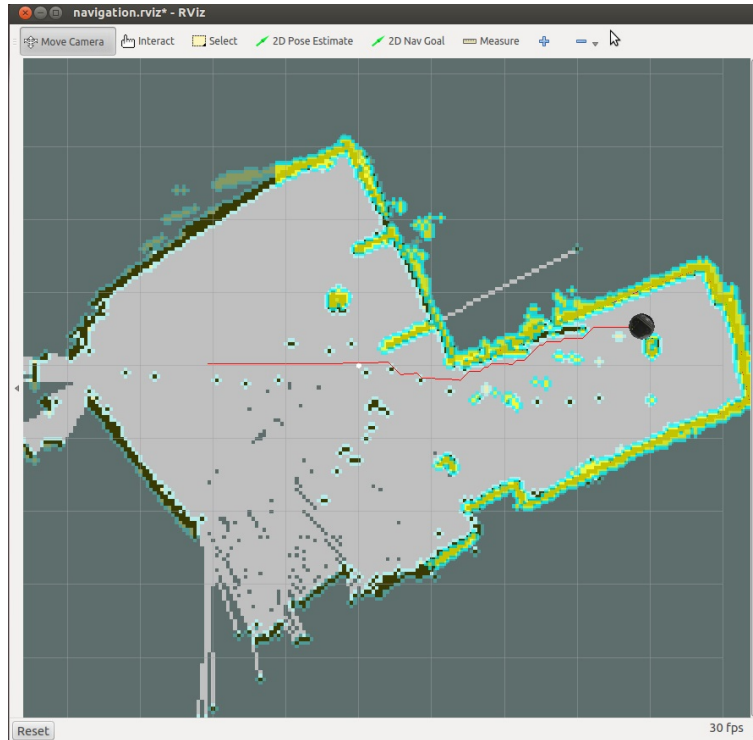 navigation.rviz* - RViz
Move Camera Interact Select 2D Pose Estimate 2D Nav Goal Measure
Reset 30 fps